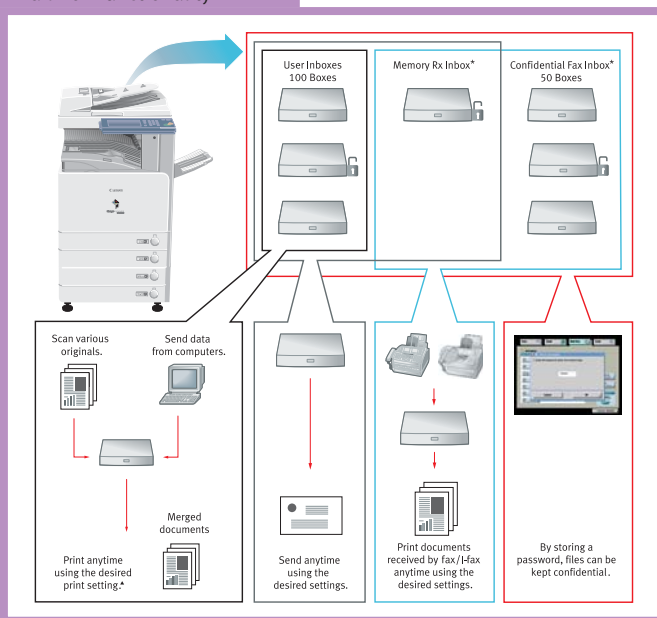 User Inboxes
100 Boxes
Memory Rx Inbox*
Confidential Fax Inbox*
50 Boxes
Canon
Scan various
originals.
Send data
from computers.
Merged
documents
Print anytime
using the desired
print setting.▲
Send anytime
using the
desired settings.
Print documents
received by fax/I-fax
anytime using the
desired settings.
By storing a
password, files can be
kept confidential.